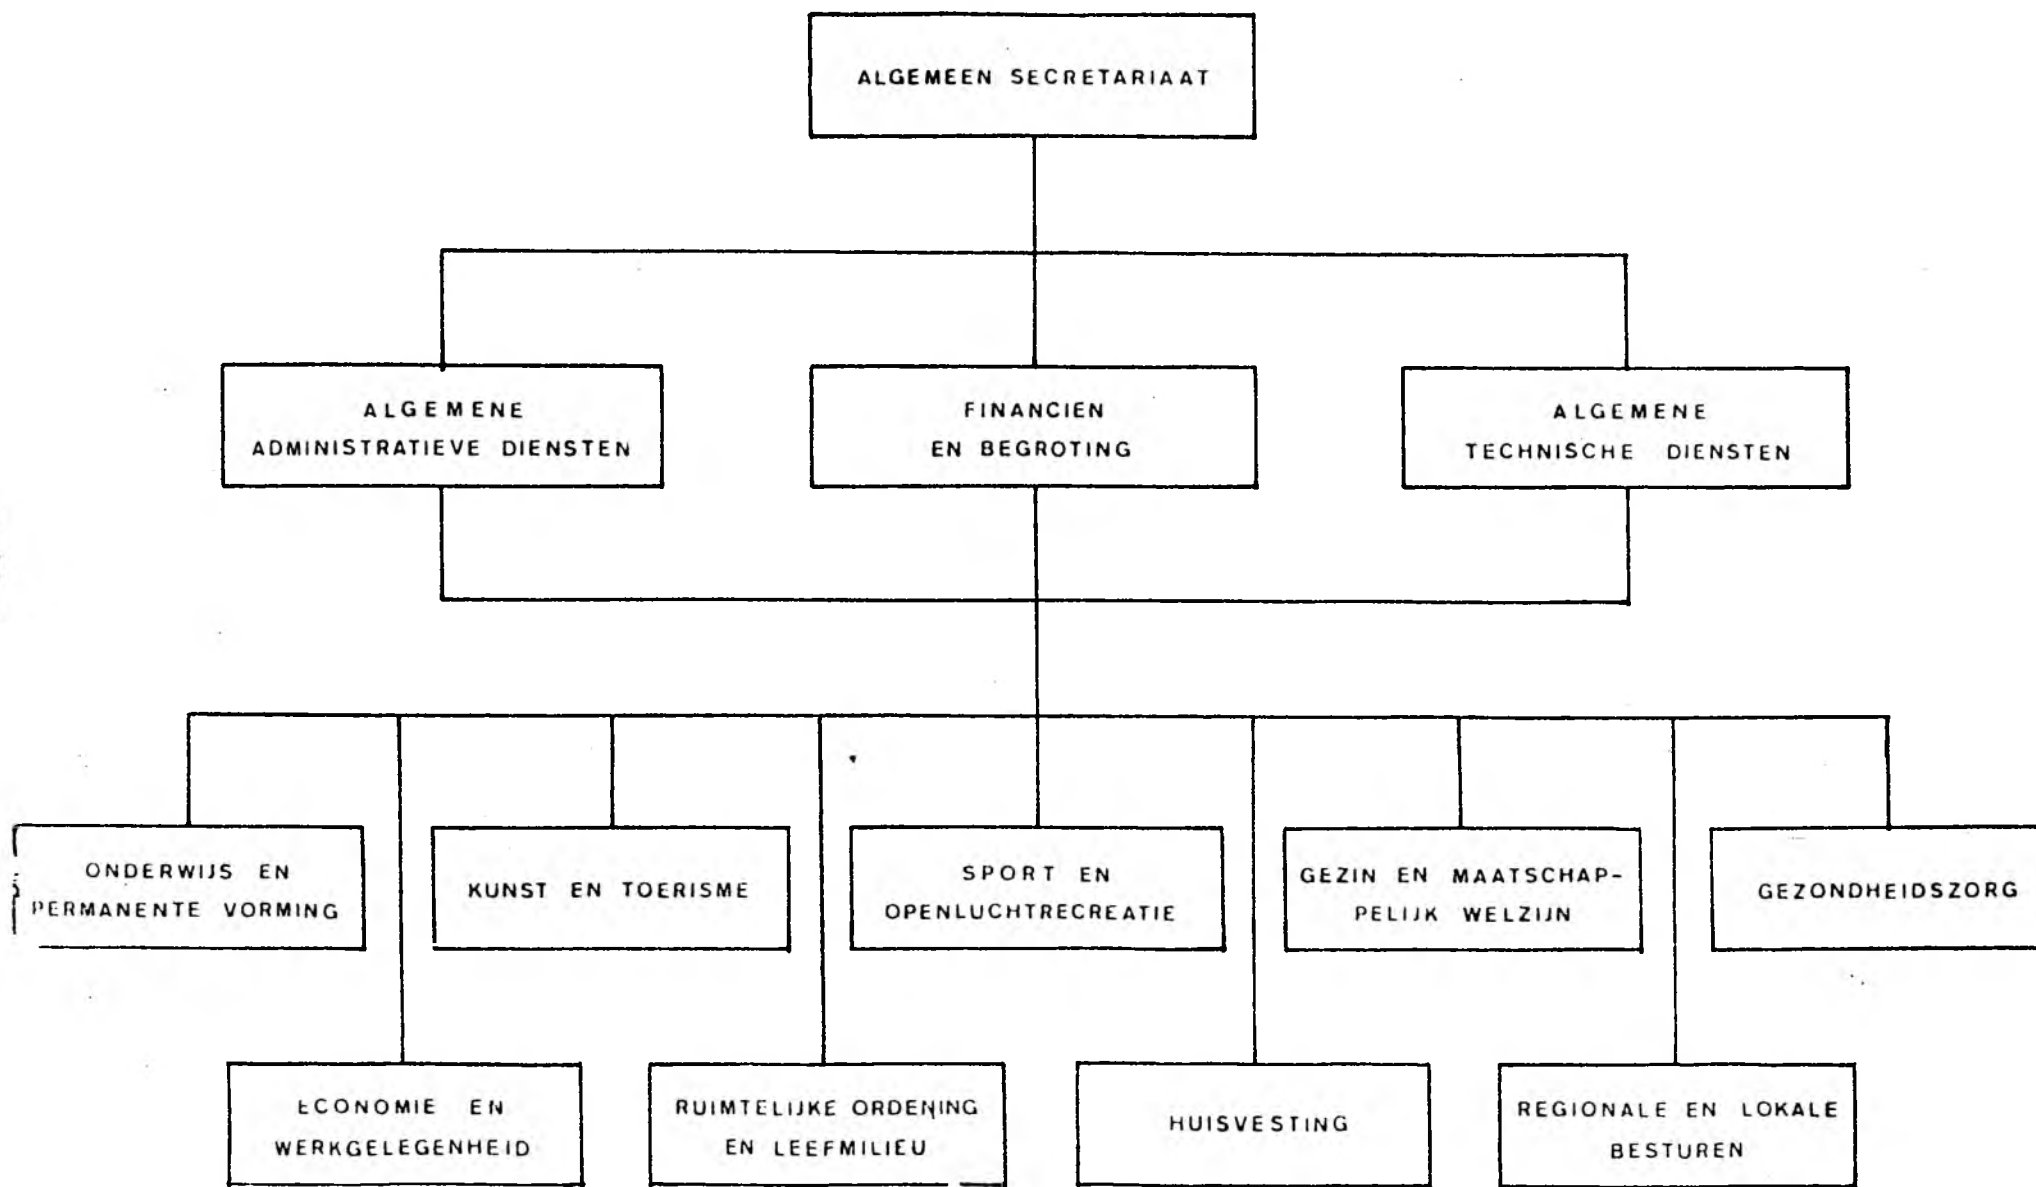 ALGEMEEN SECRETARIAAT
ALGEMENE
ADMINISTRATIEVE DIENSTEN
FINANCIEN
EN BEGROTING
ALGEMENE
TECHNISCHE DIENSTEN
ONDERWIJS EN
PERMANENTE VORMING
KUNST EN TOERISME
SPORT EN
OPENLUCHTRECREATIE
GEZIN EN MAATSCHAP-
PELIJK WELZIJN
GEZONDHEIDSZORG
ECONOMIE EN
WERKGELEGENHEID
RUIMTELIJKE ORDENING
EN LEEFMILIEU
HUISVESTING
REGIONALE EN LOKALE
BESTUREN